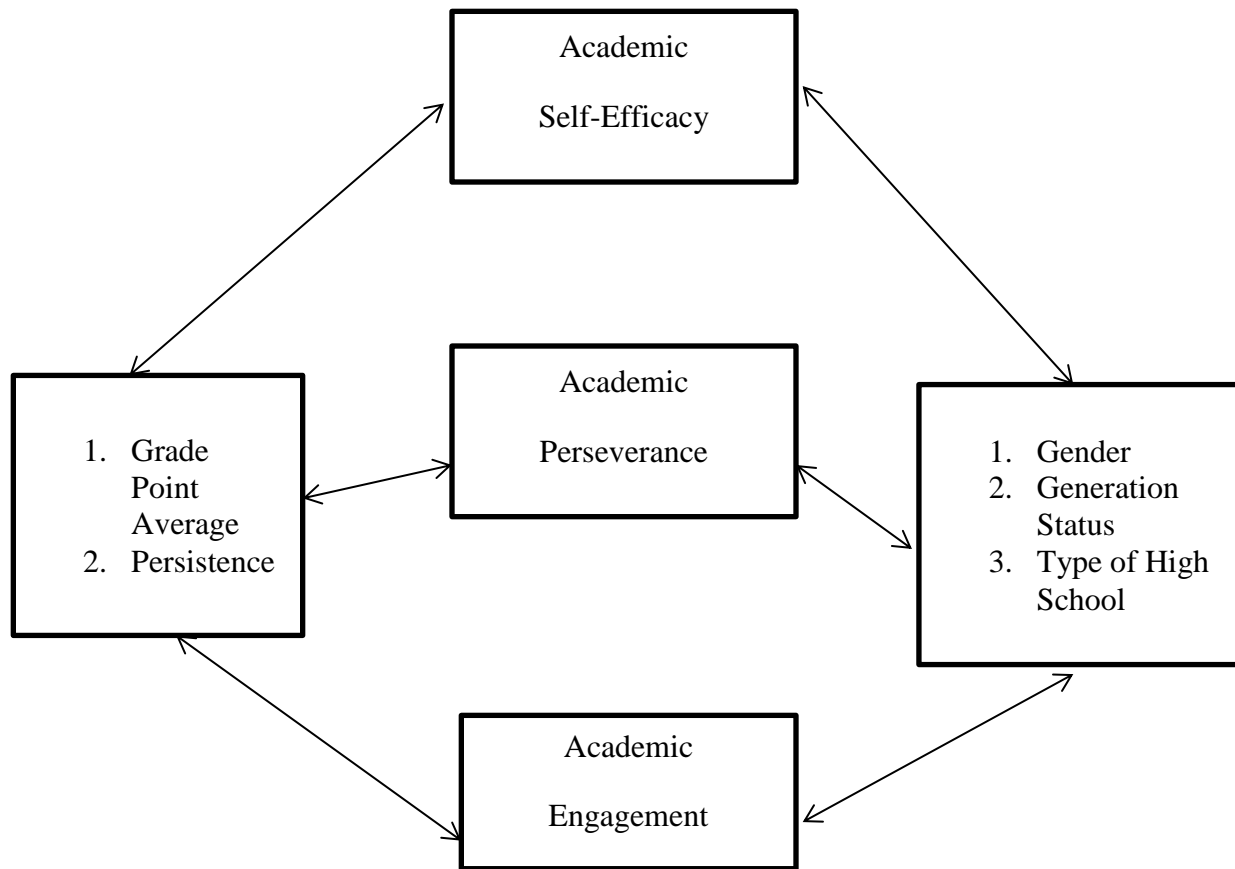 Academic
Self-Efficacy
Academic
Perseverance
1. Grade
Point
Average
2. Persistence
1. Gender
2. Generation
Status
3. Type of High
School
Academic
Engagement